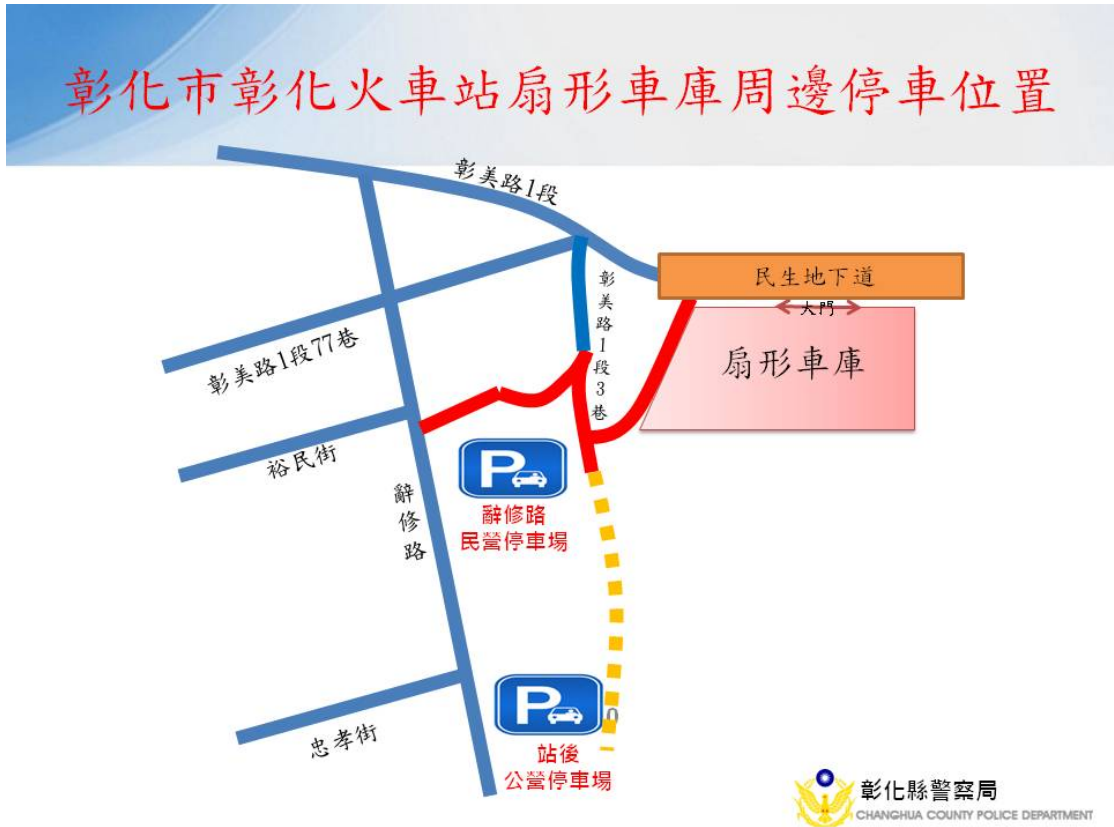 彰化市彰化火車站扇形車庫周邊停車位置
彰美路1段
民生地下道
大門
扇形車庫
彰美路1段3巷
彰美路1段77巷
裕民街
辭修路
P
辭修路
民營停車場
忠孝街
P
站後
公營停車場
彰化縣警察局
CHANGHUA COUNTY POLICE DEPARTMENT